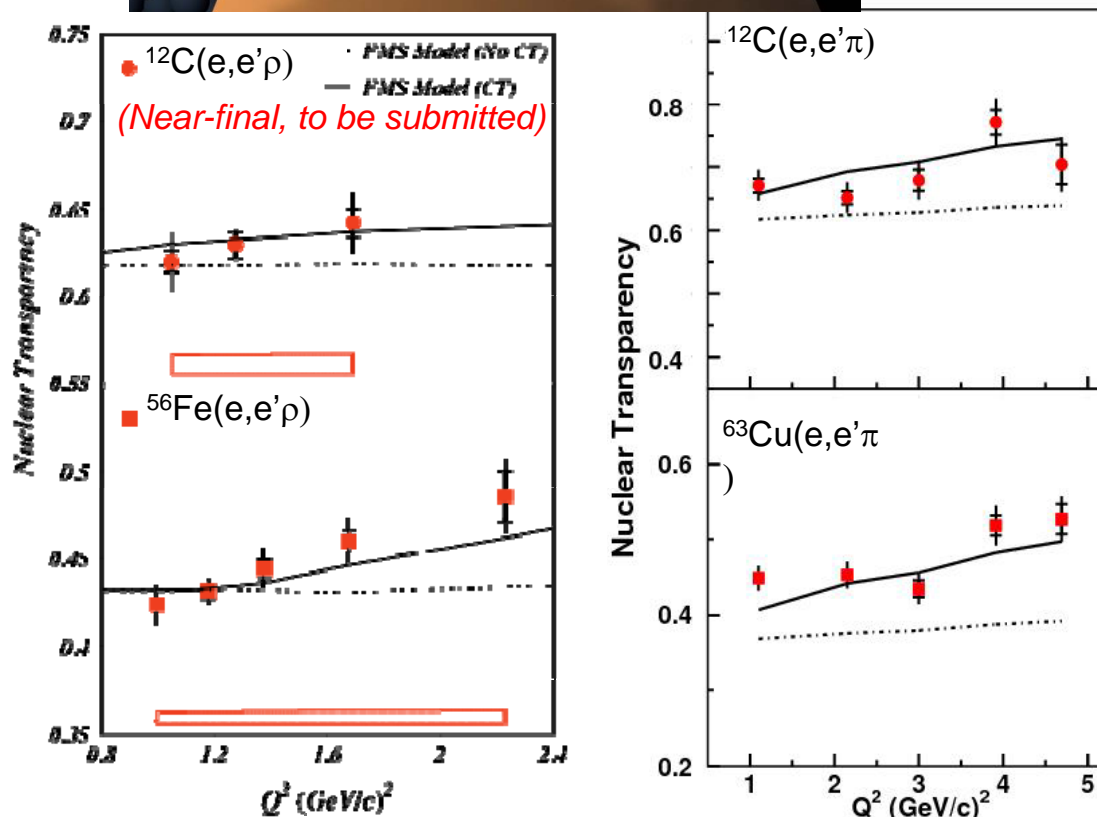 0.75
12C(e,e'ρ)
FMS Model (No CT)
FMS Model (CT)
(Near-final, to be submitted)
0.7
0.65
0.6
0.55
56Fe(e,e'ρ)
0.5
0.45
0.4
0.35
Nuclear Transparency
0.8 1.2 1.6 2 2.4
Q2 (GeV/c)2
12C(e,e'π)
0.8
0.6
0.4
63Cu(e,e'π
)
0.6
0.4
0.2
Nuclear Transparency
1 2 3 4 5
Q2 (GeV/c)2